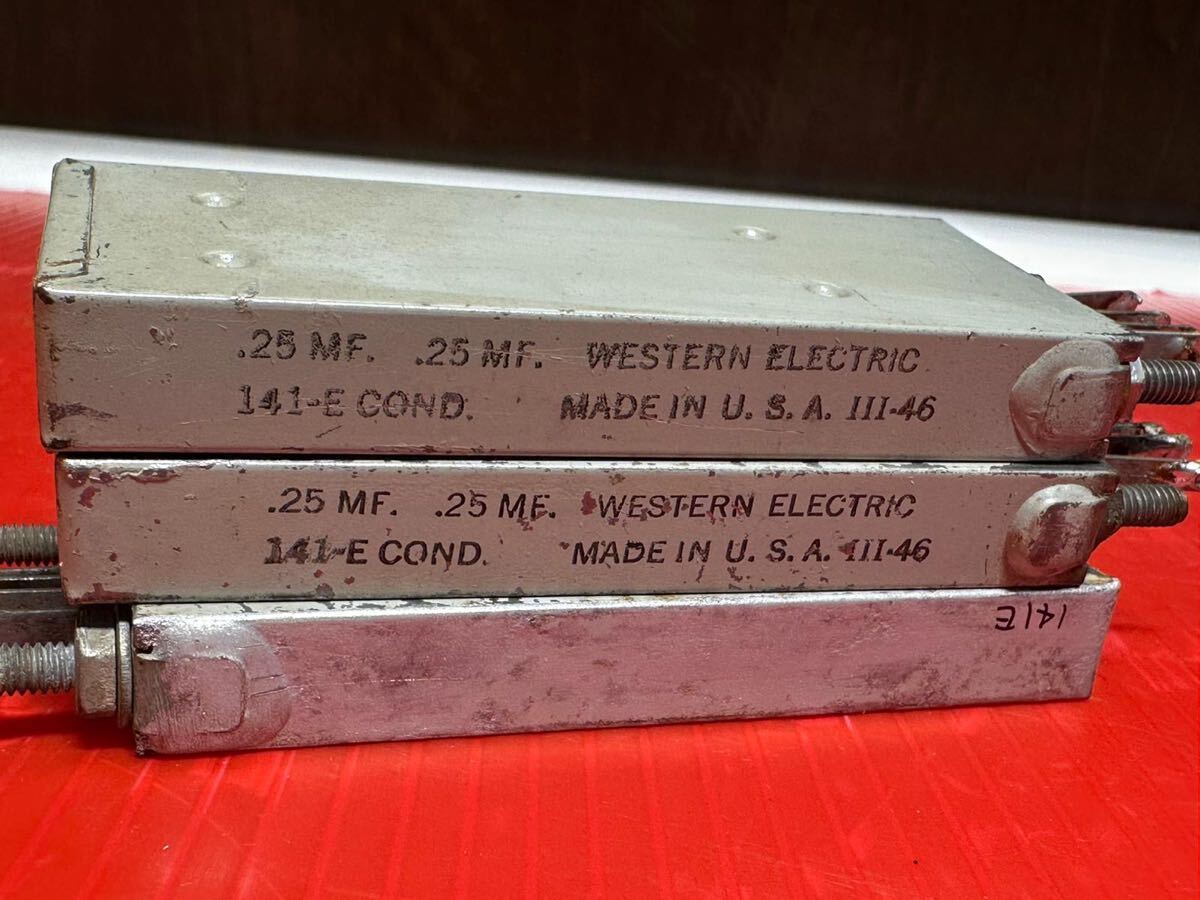 .25 MF. .25 MF. WESTERN ELECTRIC
141-E COND. MADE IN U. S. A. III-46
.25 MF. .25 MF. WESTERN ELECTRIC
141-E COND. MADE IN U. S. A. III-46
141E